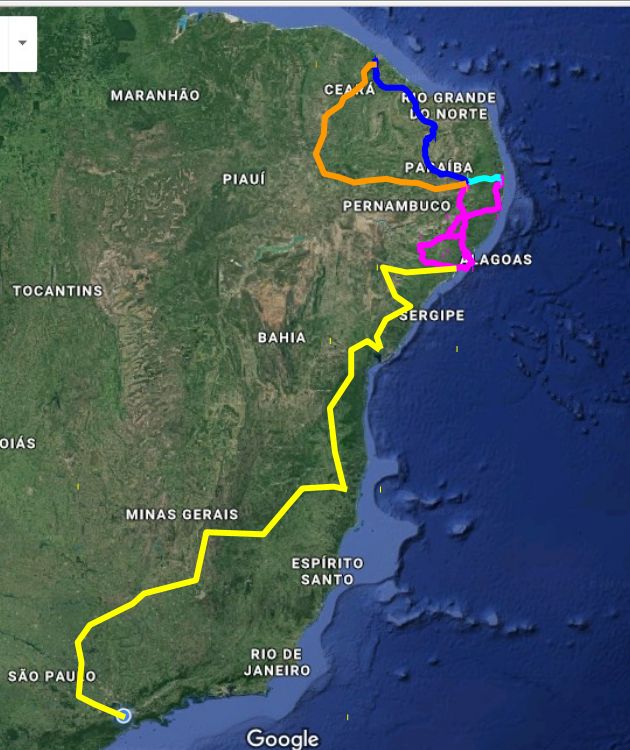 MARANHÃO
CEARÁ
RIO GRANDE
DO NORTE
PARAÍBA
PIAUÍ
PERNAMBUCO
ALAGOAS
TOCANTINS
SERGIPE
BAHIA
OIÁS
MINAS GERAIS
ESPÍRITO
SANTO
RIO DE
JANEIRO
SÃO PAULO
Google